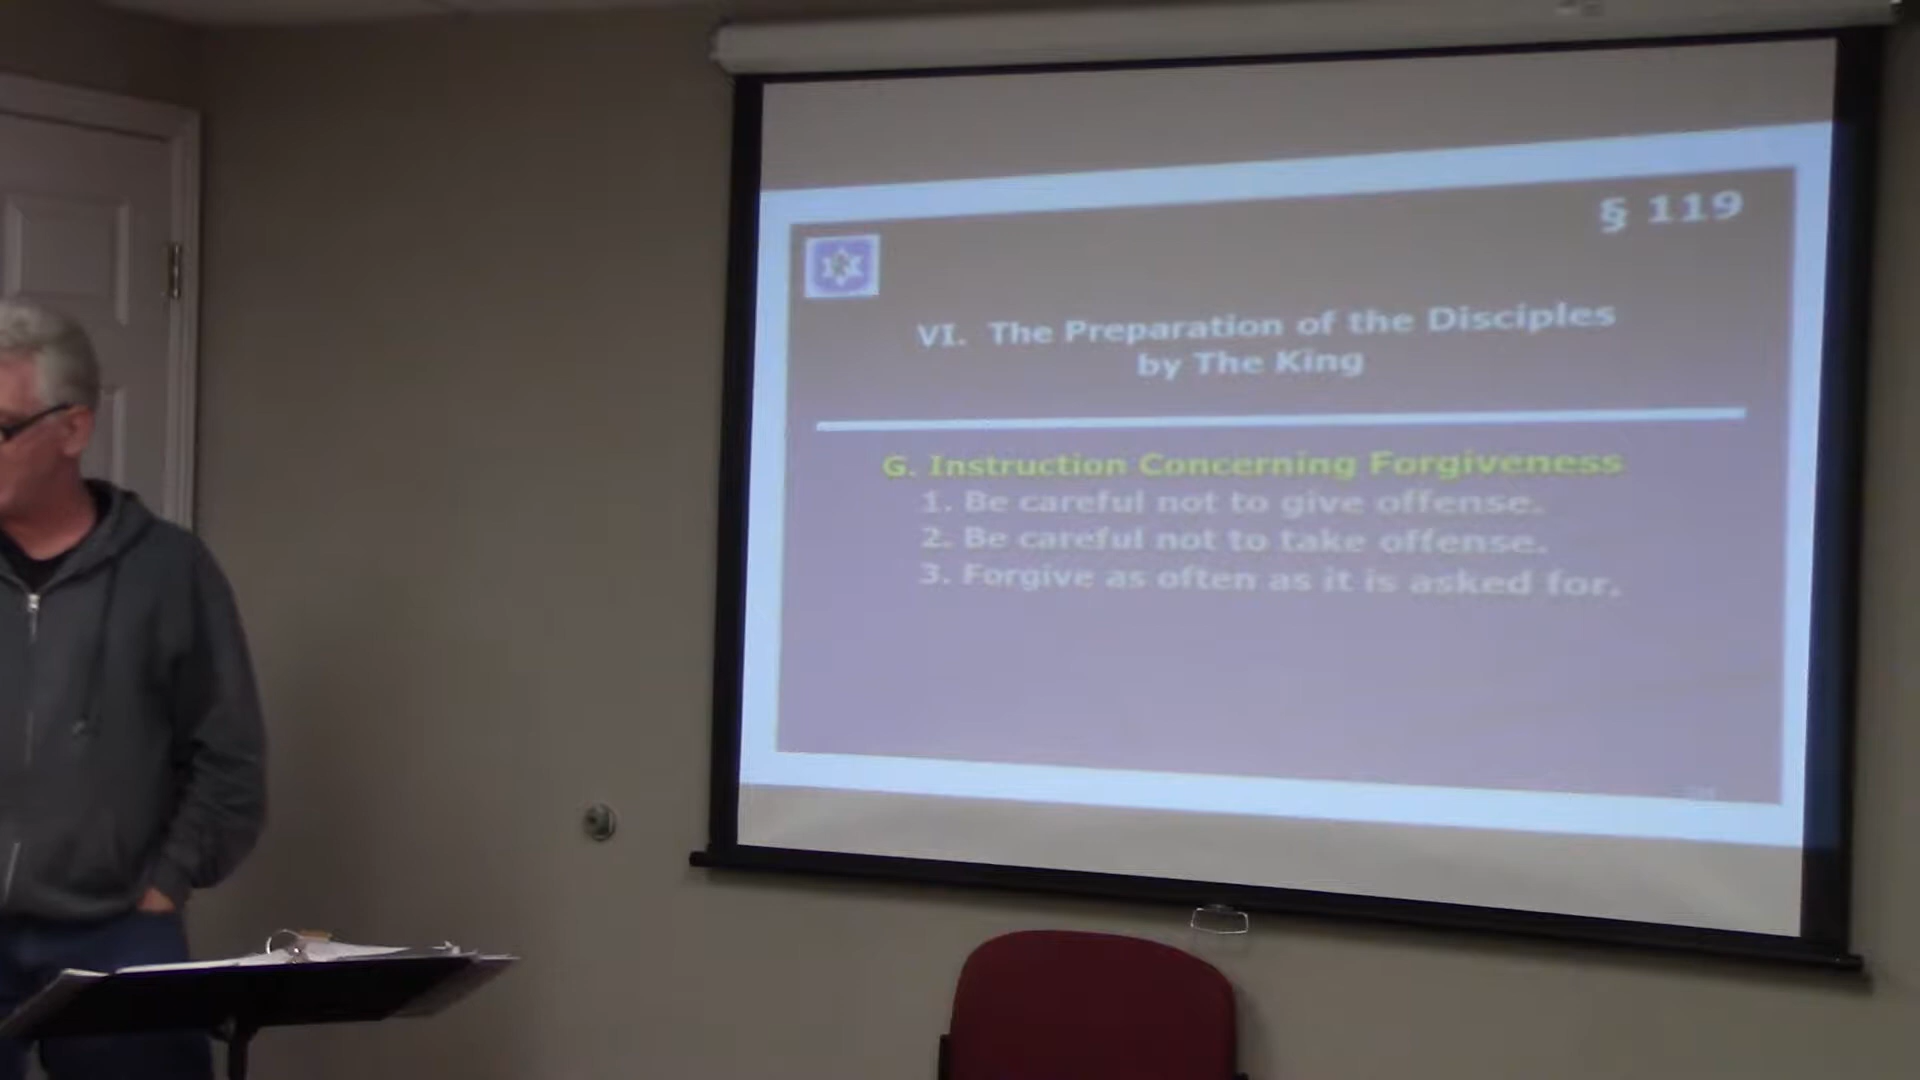 § 119
VI. The Preparation of the Disciples
by The King
G. Instruction Concerning Forgiveness
1. Be careful not to give offense.
2. Be careful not to take offense.
3. Forgive as often as it is asked for.